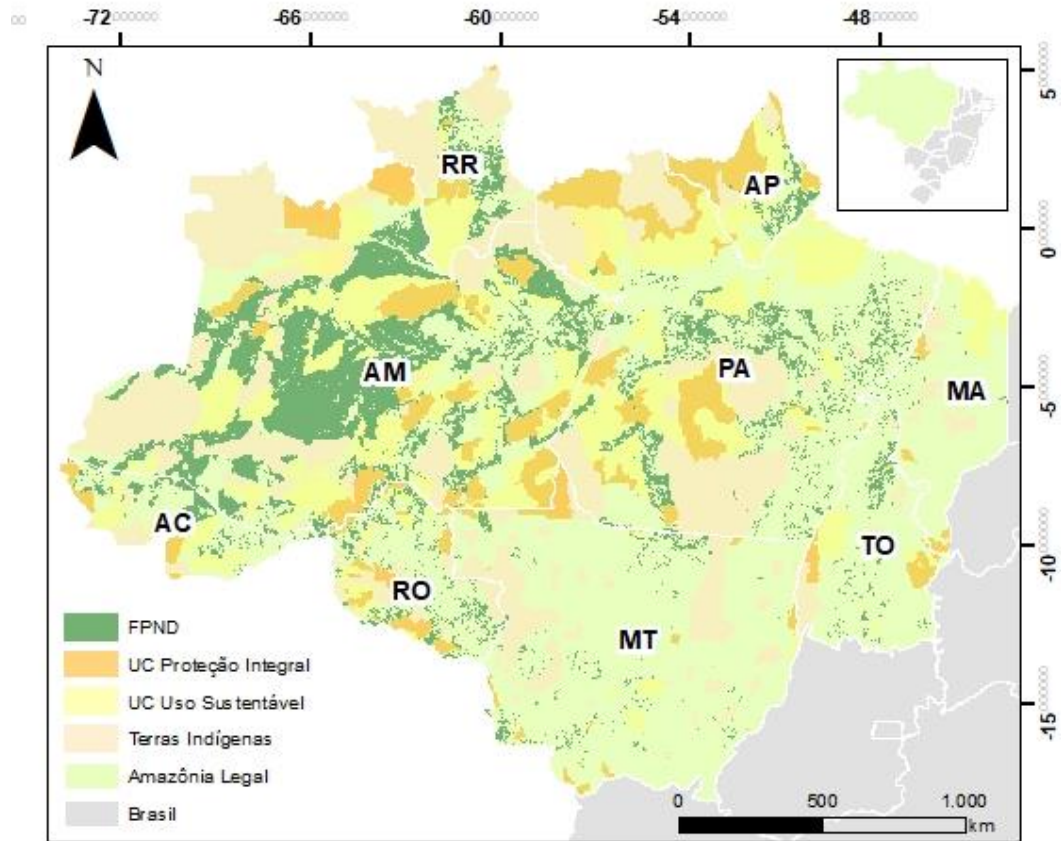 -72 -66 -60 -54 -48
N
5
0
-5
-10
-15
RR
AP
AM
PA
MA
AC
TO
RO
MT
FPND
UC Proteção Integral
UC Uso Sustentável
Terras Indígenas
Amazônia Legal
Brasil
0 500 1.000
km